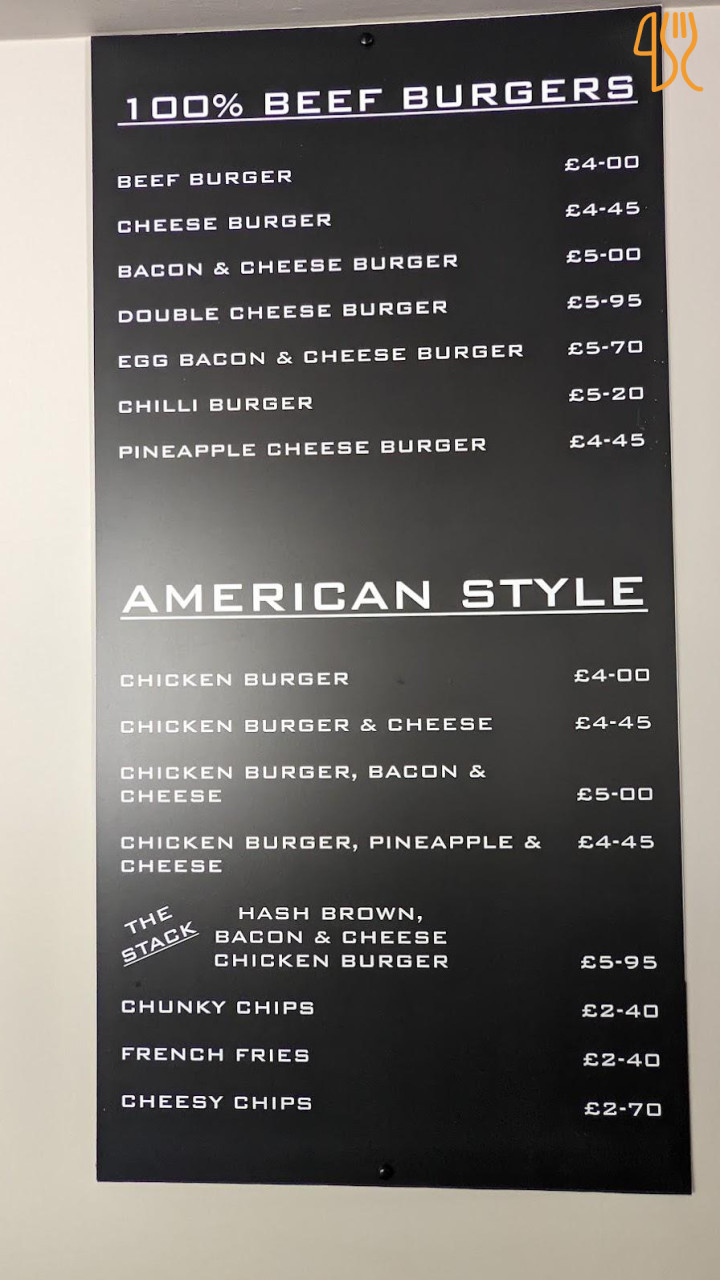 100% BEEF BURGERS
BEEF BURGER £4-00
CHEESE BURGER £4-45
BACON & CHEESE BURGER £5-00
DOUBLE CHEESE BURGER £5-95
EGG BACON & CHEESE BURGER £5-70
CHILLI BURGER £5-20
PINEAPPLE CHEESE BURGER £4-45
AMERICAN STYLE
CHICKEN BURGER £4-00
CHICKEN BURGER & CHEESE £4-45
CHICKEN BURGER, BACON &
CHEESE £5-00
CHICKEN BURGER, PINEAPPLE & £4-45
CHEESE
THE
STACK
HASH BROWN,
BACON & CHEESE
CHICKEN BURGER £5-95
CHUNKY CHIPS £2-40
FRENCH FRIES £2-40
CHEESY CHIPS £2-70